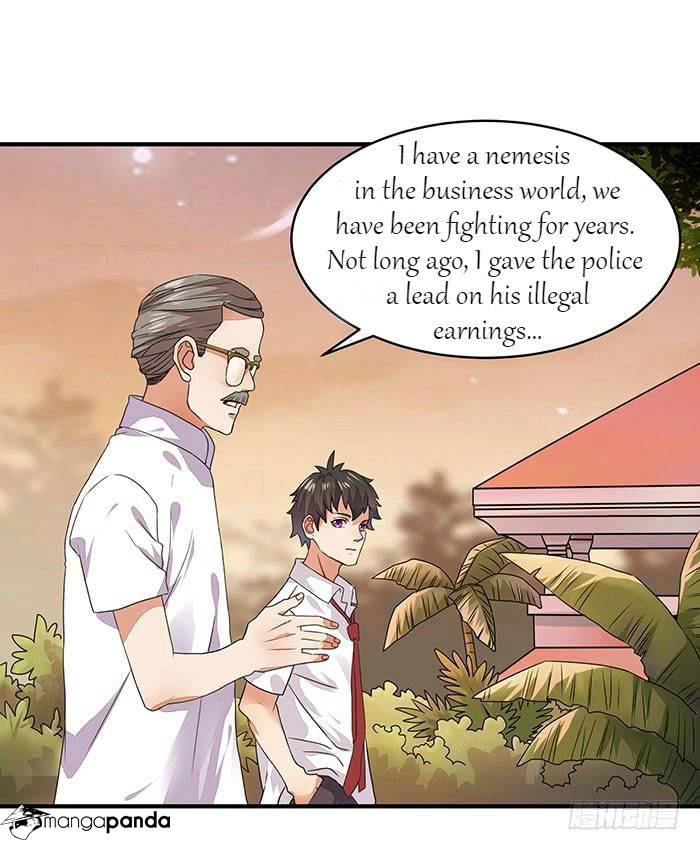 I have a nemesis
in the business world, we
have been fighting for years.
Not long ago, I gave the police
a lead on his illegal
earnings...
mangapanda